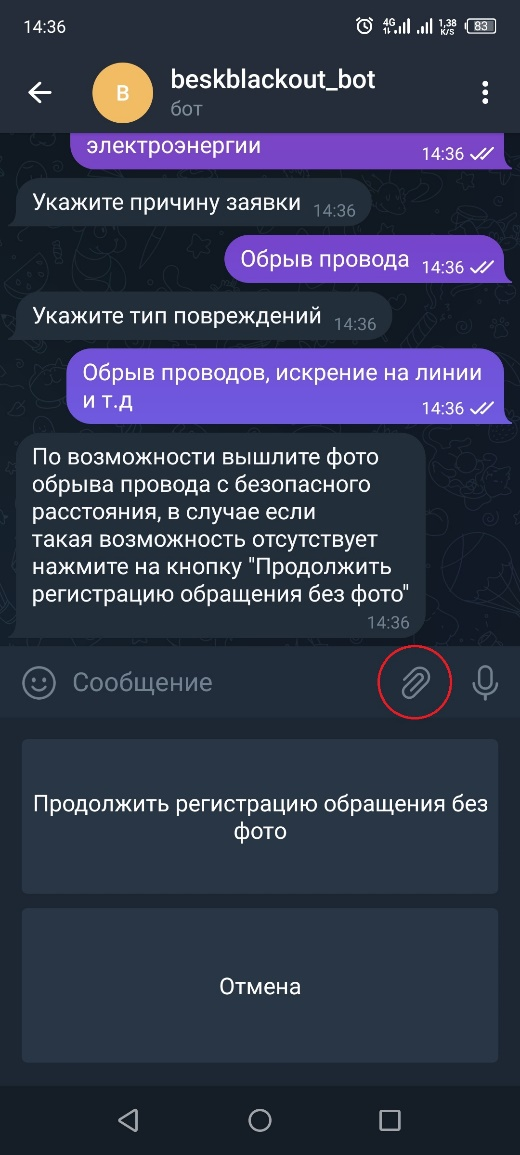 14:36
4G
1,38
K/S
83
B
beskblackout_bot
бот
электроэнергии
14:36
Укажите причину заявки
14:36
Обрыв провода
14:36
Укажите тип повреждений
14:36
Обрыв проводов, искрение на линии
и т.д
14:36
По возможности вышлите фото
обрыва провода с безопасного
расстояния, в случае если
такая возможность отсутствует
нажмите на кнопку "Продолжить
регистрацию обращения без фото"
14:36
Сообщение
Продолжить регистрацию обращения без
фото
Отмена